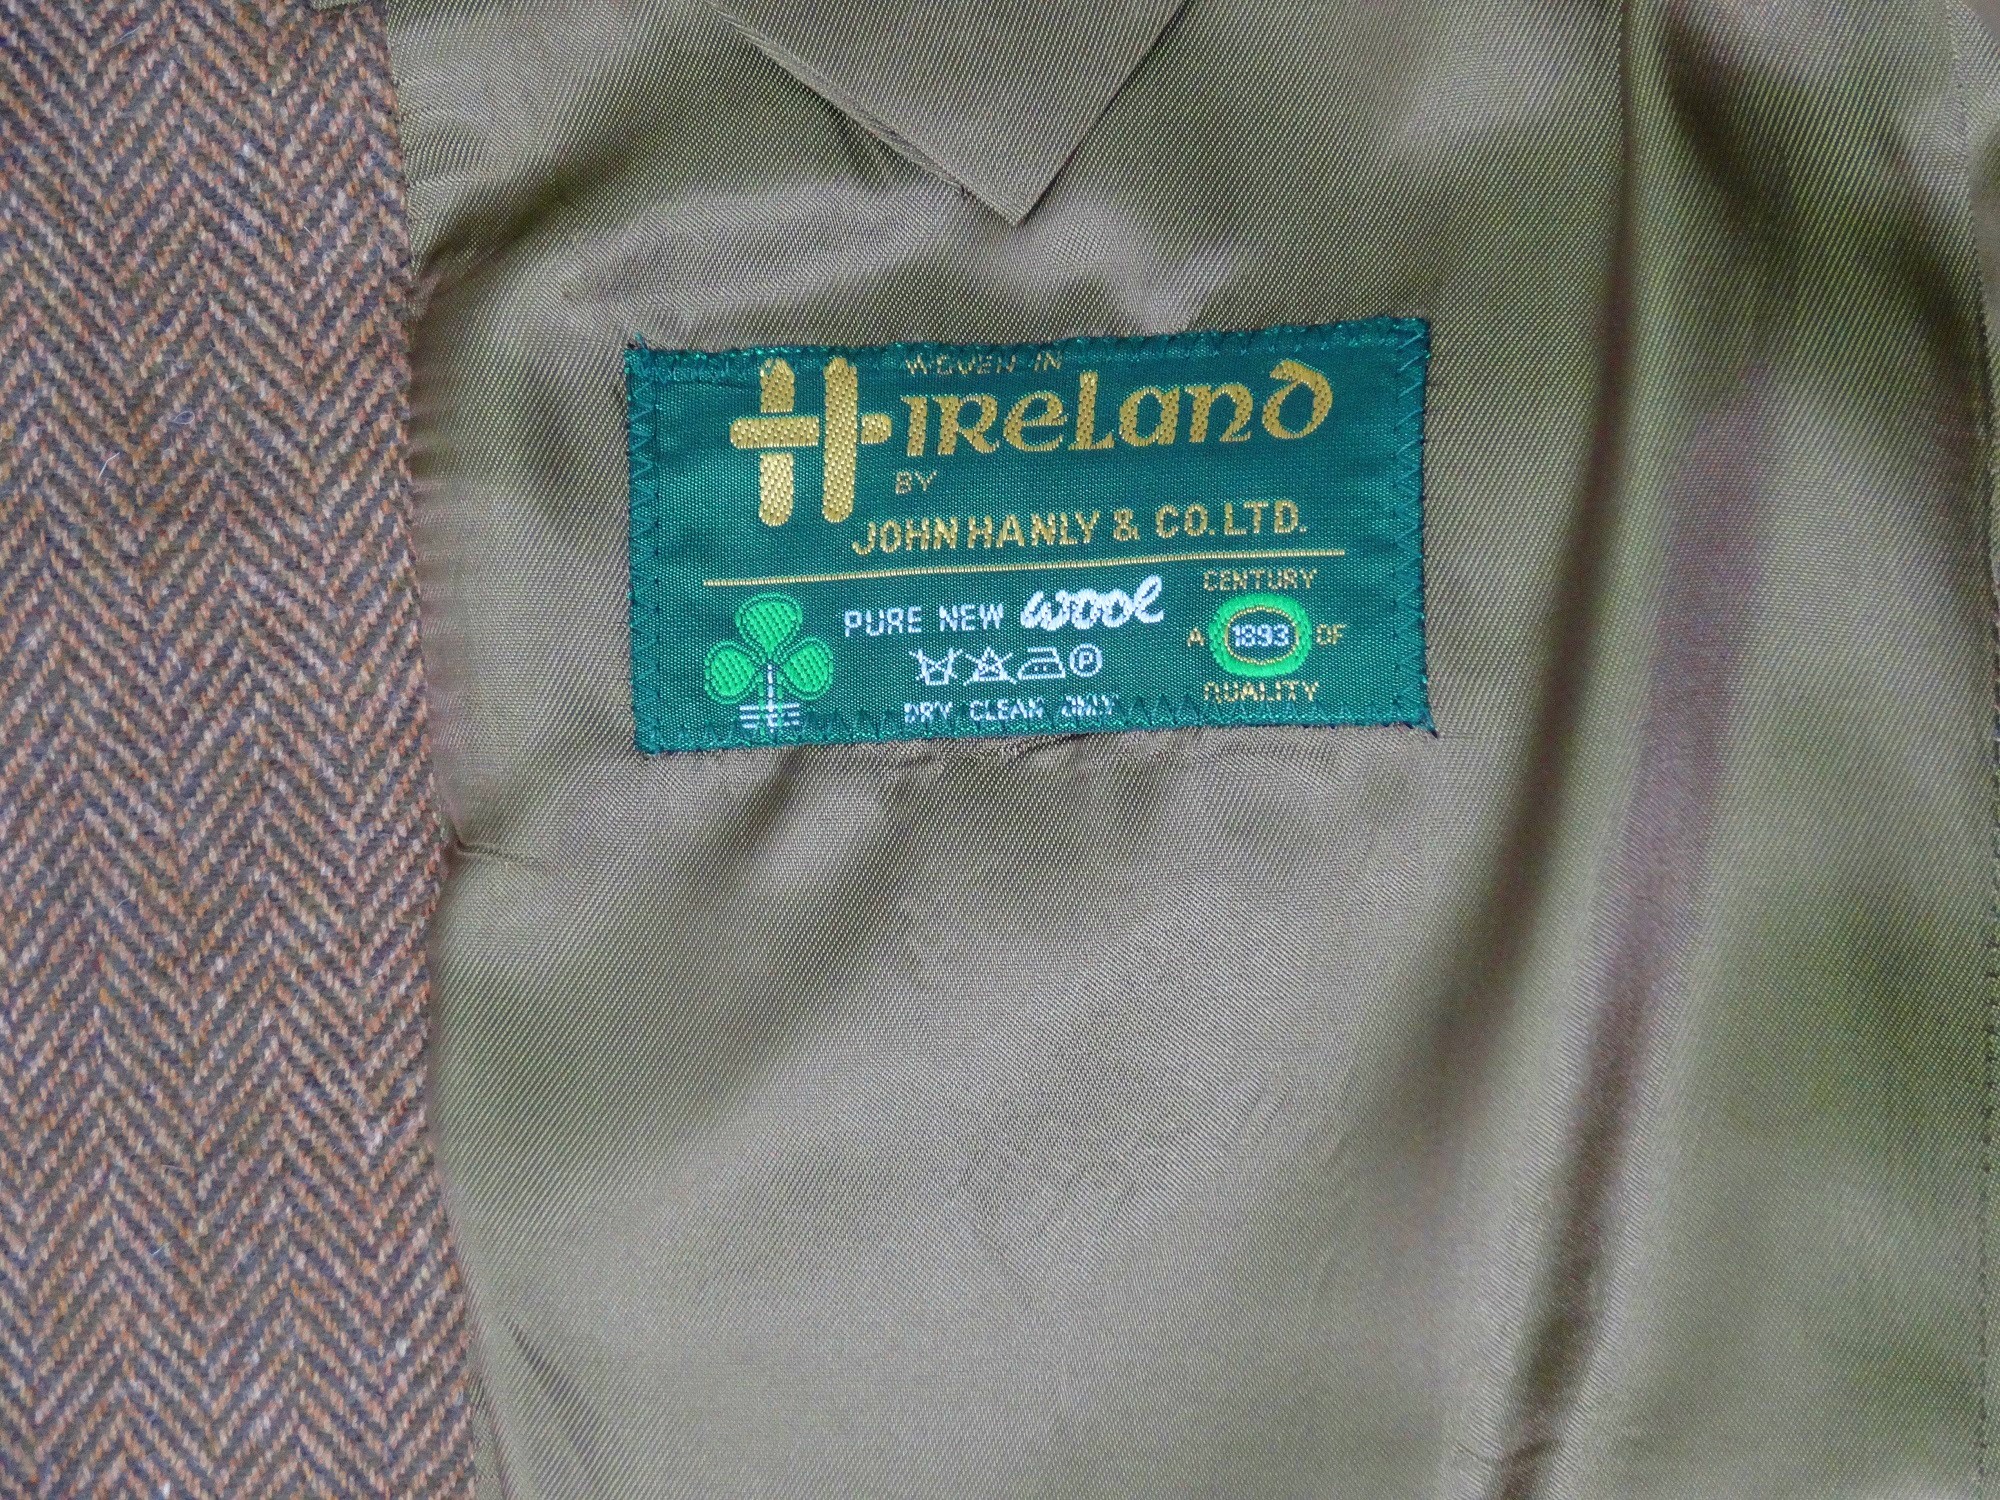 WOVEN IN
H IRELAND
BY
JOHN HANLY & CO. LTD.
PURE NEW wool
DRY CLEAN ONLY
CENTURY
A 1893 OF
QUALITY
P